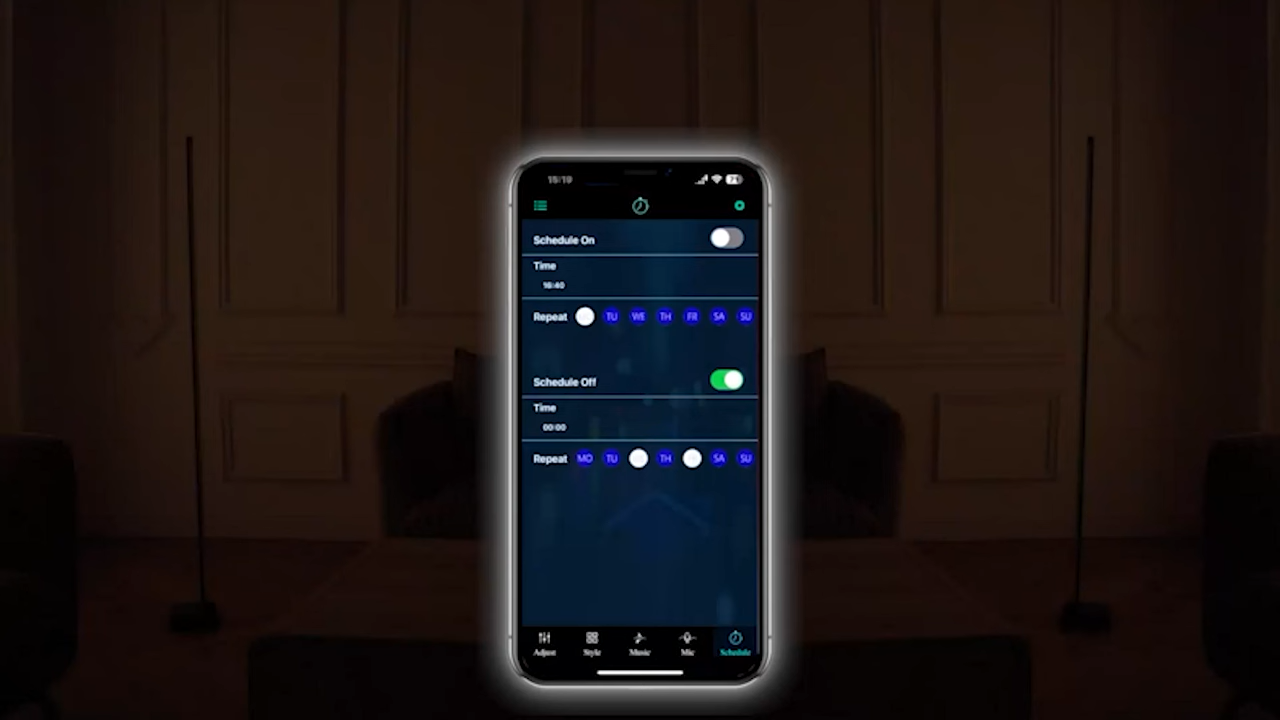 15:19 71
Schedule On
Time
16:40
Repeat TU WE TH FR SA SU
Schedule Off
Time
00:00
Repeat MO TU TH SA SU
Adjust Style Music Mic Schedule